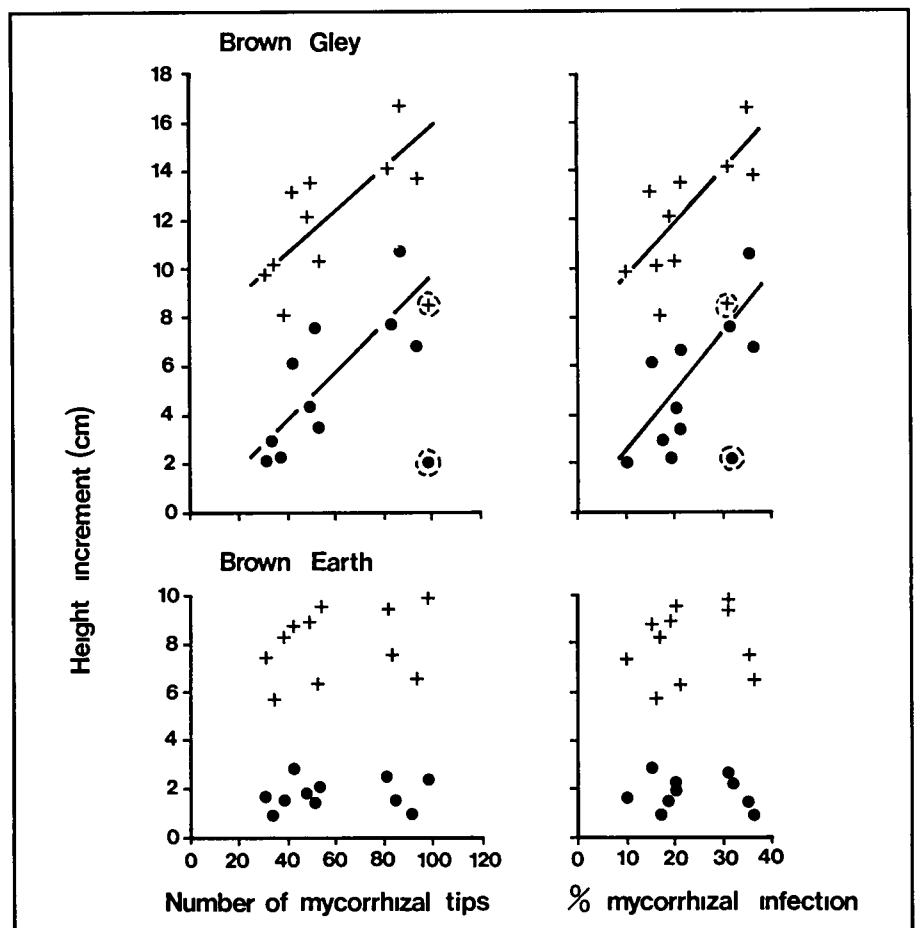 Brown Gley
18
16
14
12
10
8
6
4
2
0
Brown Earth
10
8
6
4
2
0
0 20 40 60 80 100 120
0 10 20 30 40
Height increment (cm)
Number of mycorrhizal tips
% mycorrhizal infection